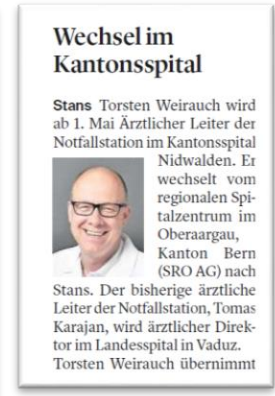 Wechsel im
Kantonsspital
Stans Torsten Weirauch wird
ab 1. Mai Ärztlicher Leiter der
Notfallstation im Kantonsspital
Nidwalden. Er
wechselt vom
regionalen Spi-
talzentrum im
Oberaargau,
Kanton Bern
(SRO AG) nach
Stans. Der bisherige ärztliche
Leiter der Notfallstation, Tomas
Karajan, wird ärztlicher Direk-
tor im Landesspital in Vaduz.
Torsten Weirauch übernimmt